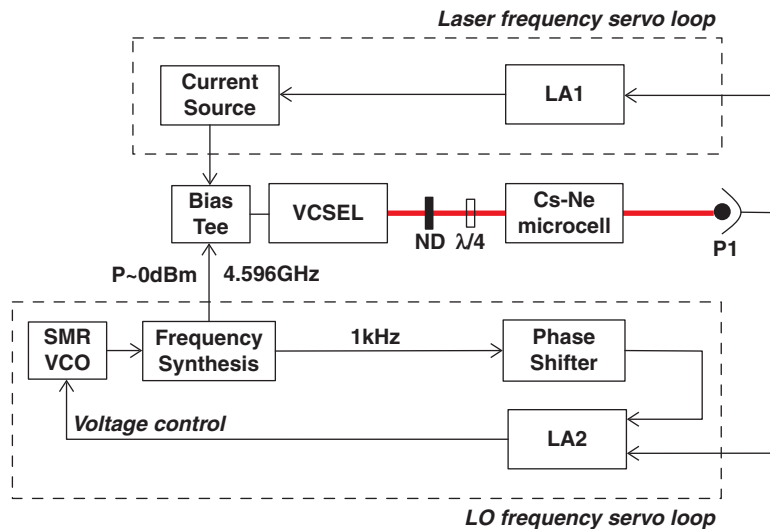 Laser frequency servo loop
Current
Source
LA1
Bias
Tee
VCSEL
ND
λ/4
Cs-Ne
microcell
P1
P~0dBm
4.596GHz
SMR
VCO
Frequency
Synthesis
1kHz
Phase
Shifter
Voltage control
LA2
LO frequency servo loop